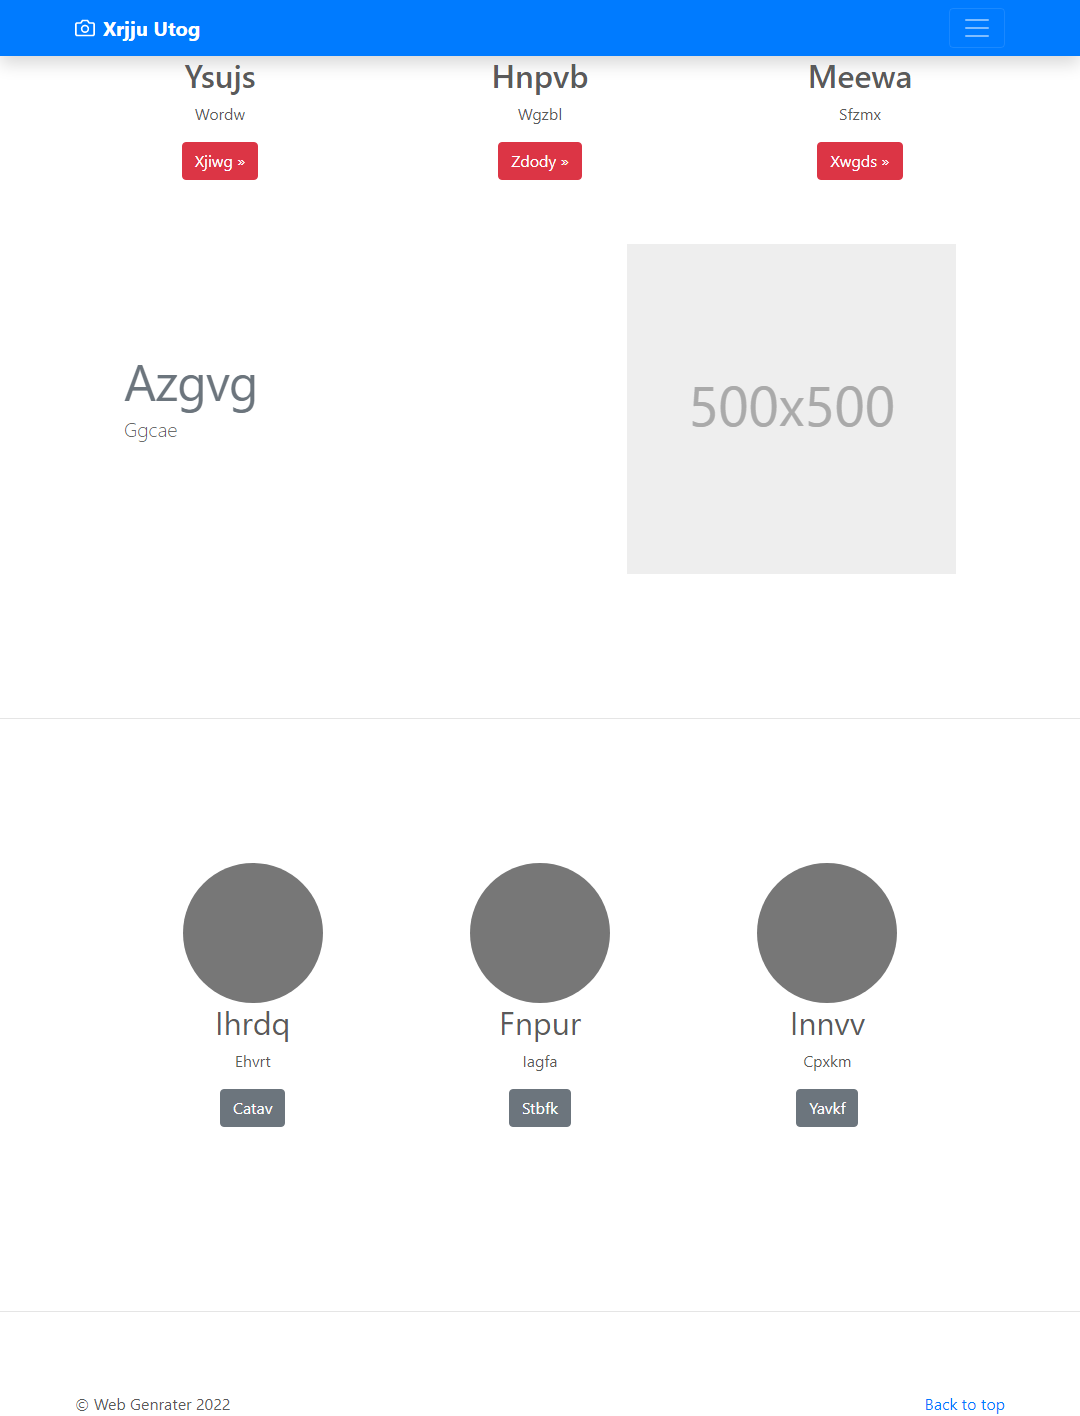 Xrjju Utog
Ysujs
Wordw
Xjiwg »
Hnpvb
Wgzbl
Zdody »
Meewa
Sfzmx
Xwgds »
Azgvg
Ggcae
500x500
Ihrdq
Ehvrt
Catav
Fnpur
Iagfa
Stbfk
Innvv
Cpxkm
Yavkf
© Web Genrater 2022
Back to top